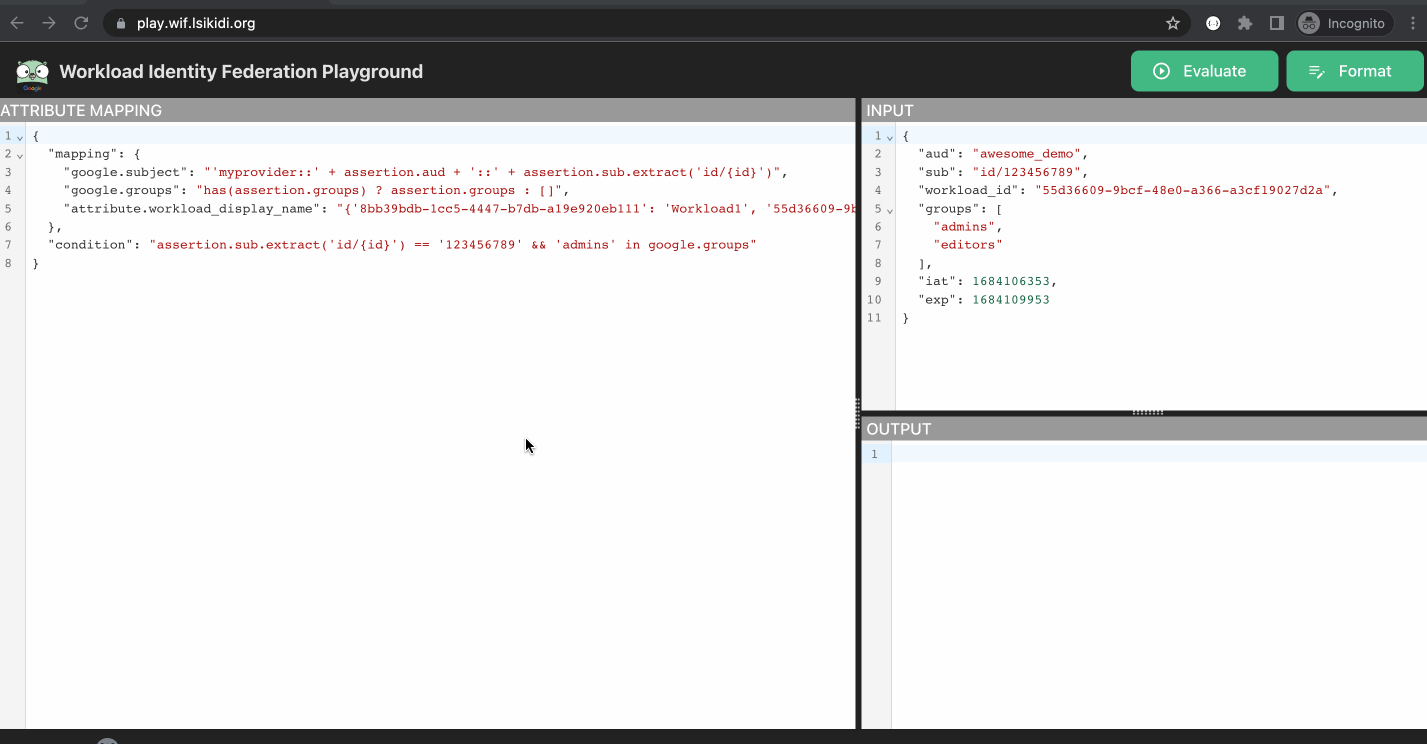 play.wif.lsikidi.org
Incognito
Google
Workload Identity Federation Playground
Evaluate
Format
ATTRIBUTE MAPPING
1 {
2 "mapping": {
3 "google.subject": "'myprovider::' + assertion.aud + '::' + assertion.sub.extract('id/{id}')",
4 "google.groups": "has(assertion.groups) ? assertion.groups : []",
5 "attribute.workload_display_name": "{'8bb39bdb-1cc5-4447-b7db-a19e920eb111': 'Workload1', '55d36609-9b
6 },
7 "condition": "assertion.sub.extract('id/{id}') == '123456789' && 'admins' in google.groups"
8 }
INPUT
1 {
2 "aud": "awesome_demo",
3 "sub": "id/123456789",
4 "workload_id": "55d36609-9bcf-48e0-a366-a3cf19027d2a",
5 "groups": [
6 "admins",
7 "editors"
8 ],
9 "iat": 1684106353,
10 "exp": 1684109953
11 }
OUTPUT
1